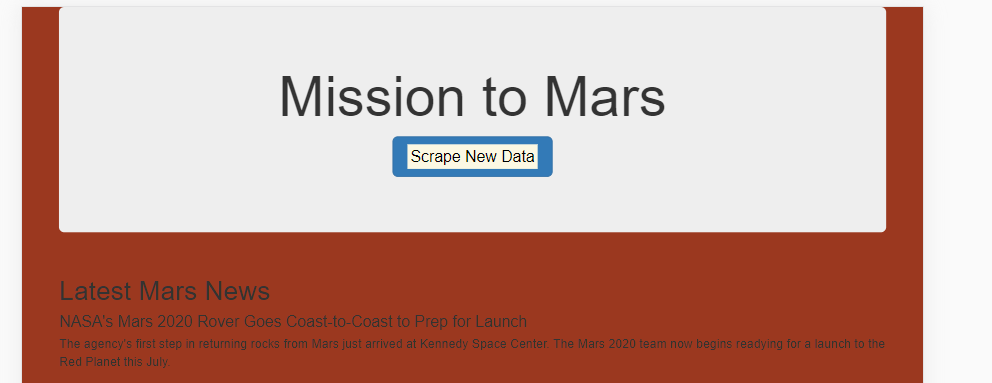 Mission to Mars
Scrape New Data
Latest Mars News
NASA's Mars 2020 Rover Goes Coast-to-Coast to Prep for Launch
The agency's first step in returning rocks from Mars just arrived at Kennedy Space Center. The Mars 2020 team now begins readying for a launch to the
Red Planet this July.